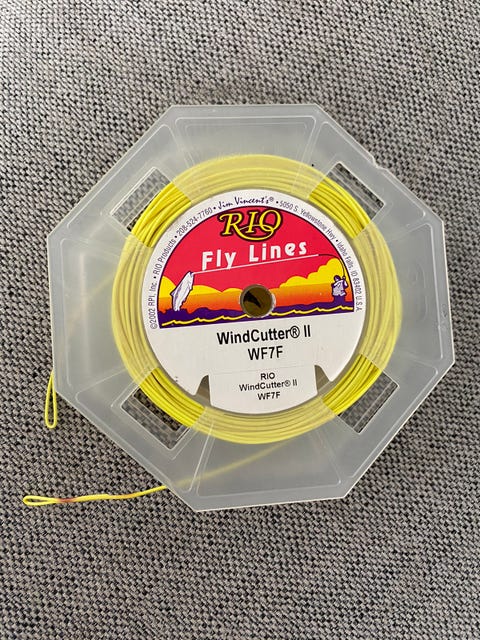 ©2002 RPI, Inc. • RIO Products • 208-524-7760 • Jim Vincent's® • 5050 S. Yellowstone Hwy • Idaho Falls, ID 83402 U.S.A
RIO
Fly Lines
WindCutter® II
WF7F
RIO
WindCutter® II
WF7F